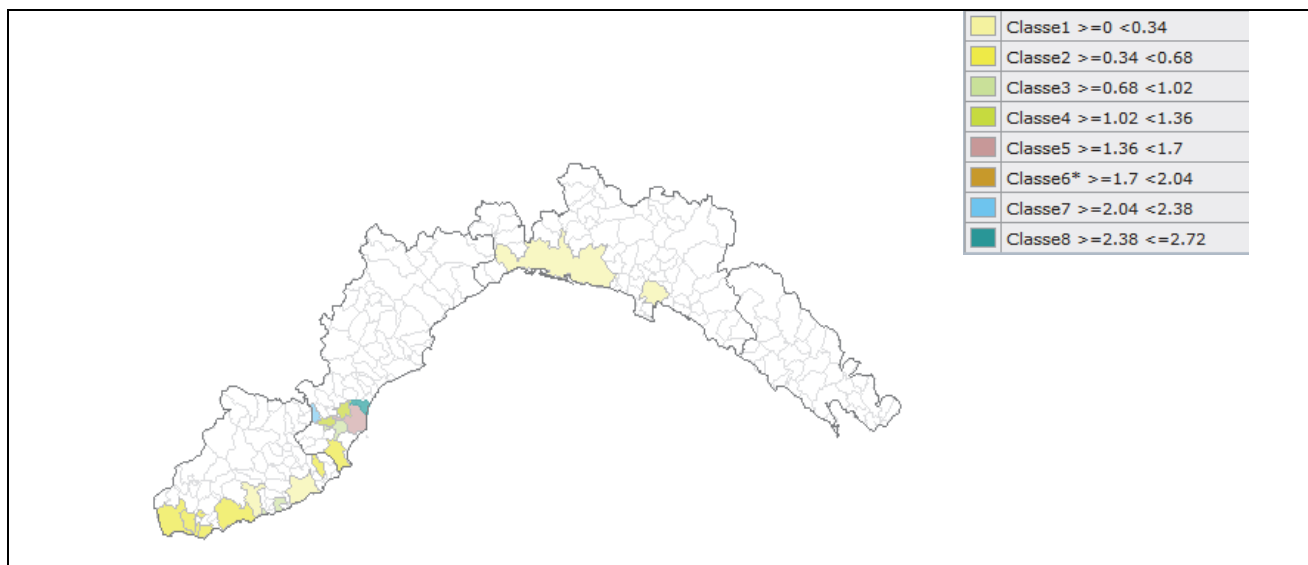 Classe1 >=0 <0.34
Classe2 >=0.34 <0.68
Classe3 >=0.68 <1.02
Classe4 >=1.02 <1.36
Classe5 >=1.36 <1.7
Classe6* >=1.7 <2.04
Classe7 >=2.04 <2.38
Classe8 >=2.38 <=2.72